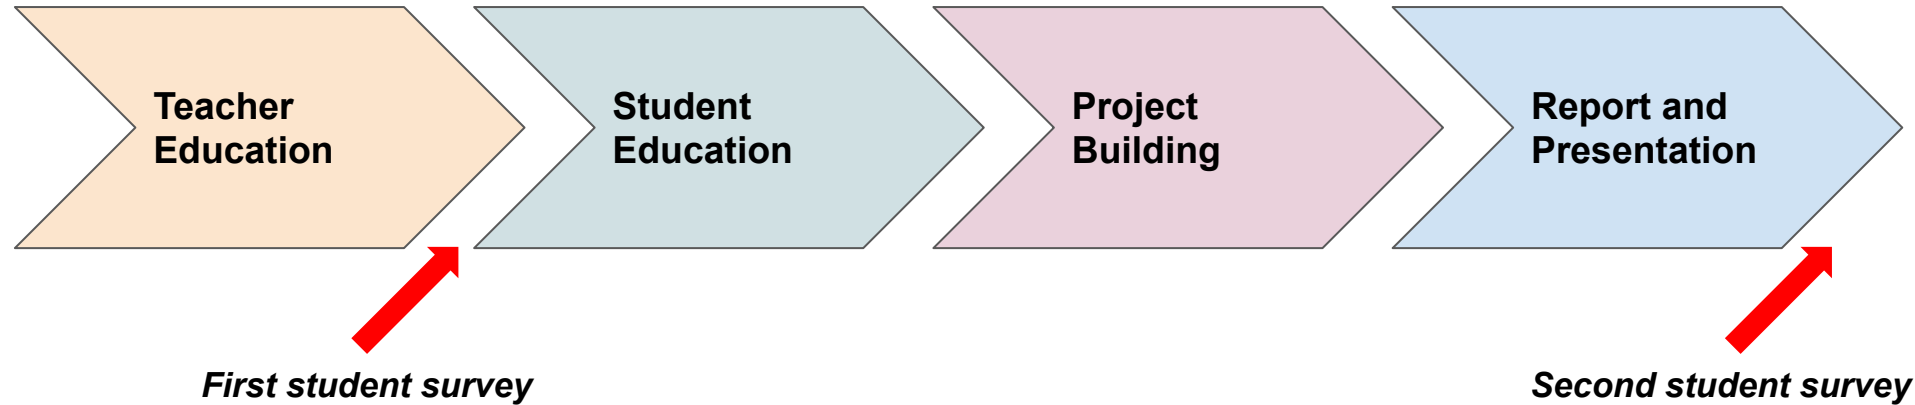 Teacher
Education
Student
Education
Project
Building
Report and
Presentation
First student survey
Second student survey